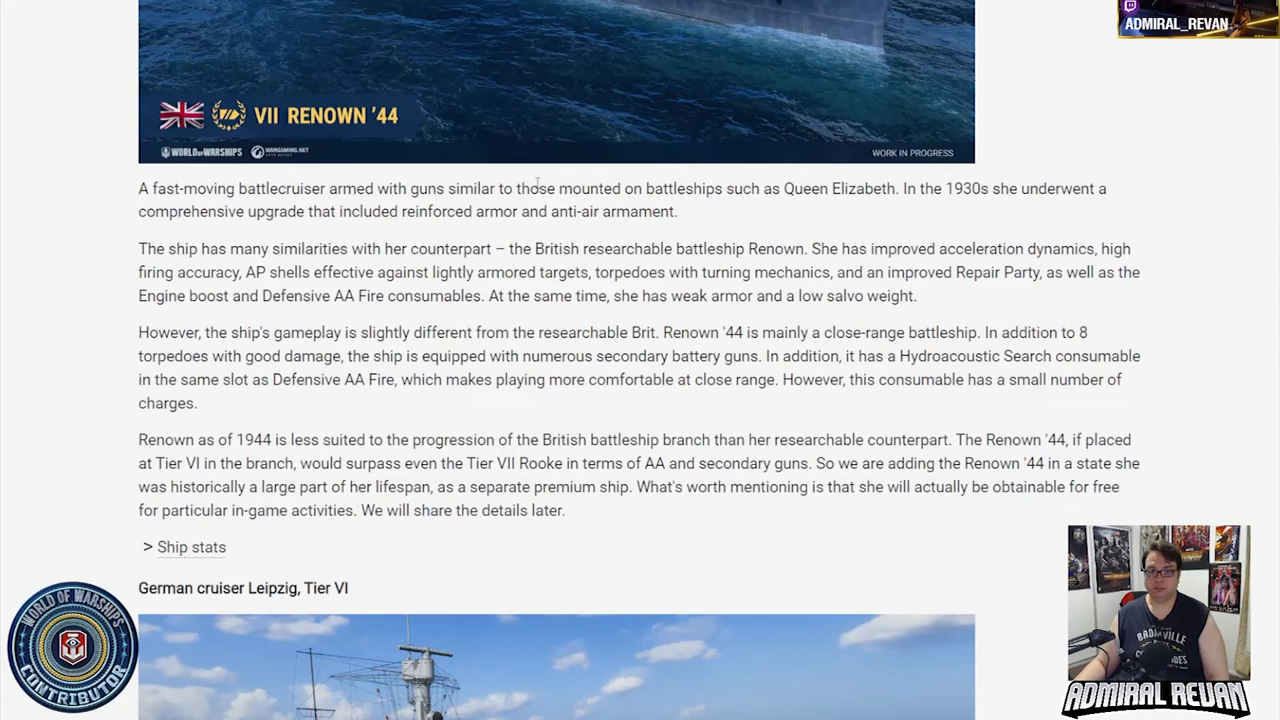 ADMIRAL_REVAN
VII RENOWN '44
WORLD OF WARSHIPS
WARGAMING.NET
WORK IN PROGRESS
A fast-moving battlecruiser armed with guns similar to those mounted on battleships such as Queen Elizabeth. In the 1930s she underwent a
comprehensive upgrade that included reinforced armor and anti-air armament.
The ship has many similarities with her counterpart – the British researchable battleship Renown. She has improved acceleration dynamics, high
firing accuracy, AP shells effective against lightly armored targets, torpedoes with turning mechanics, and an improved Repair Party, as well as the
Engine boost and Defensive AA Fire consumables. At the same time, she has weak armor and a low salvo weight.
However, the ship's gameplay is slightly different from the researchable Brit. Renown '44 is mainly a close-range battleship. In addition to 8
torpedoes with good damage, the ship is equipped with numerous secondary battery guns. In addition, it has a Hydroacoustic Search consumable
in the same slot as Defensive AA Fire, which makes playing more comfortable at close range. However, this consumable has a small number of
charges.
Renown as of 1944 is less suited to the progression of the British battleship branch than her researchable counterpart. The Renown '44, if placed
at Tier VI in the branch, would surpass even the Tier VII Rooke in terms of AA and secondary guns. So we are adding the Renown '44 in a state she
was historically a large part of her lifespan, as a separate premium ship. What's worth mentioning is that she will actually be obtainable for free
for particular in-game activities. We will share the details later.
> Ship stats
German cruiser Leipzig, Tier VI
WORLD OF WARSHIPS
CONTRIBUTOR
ADMIRAL REVAN